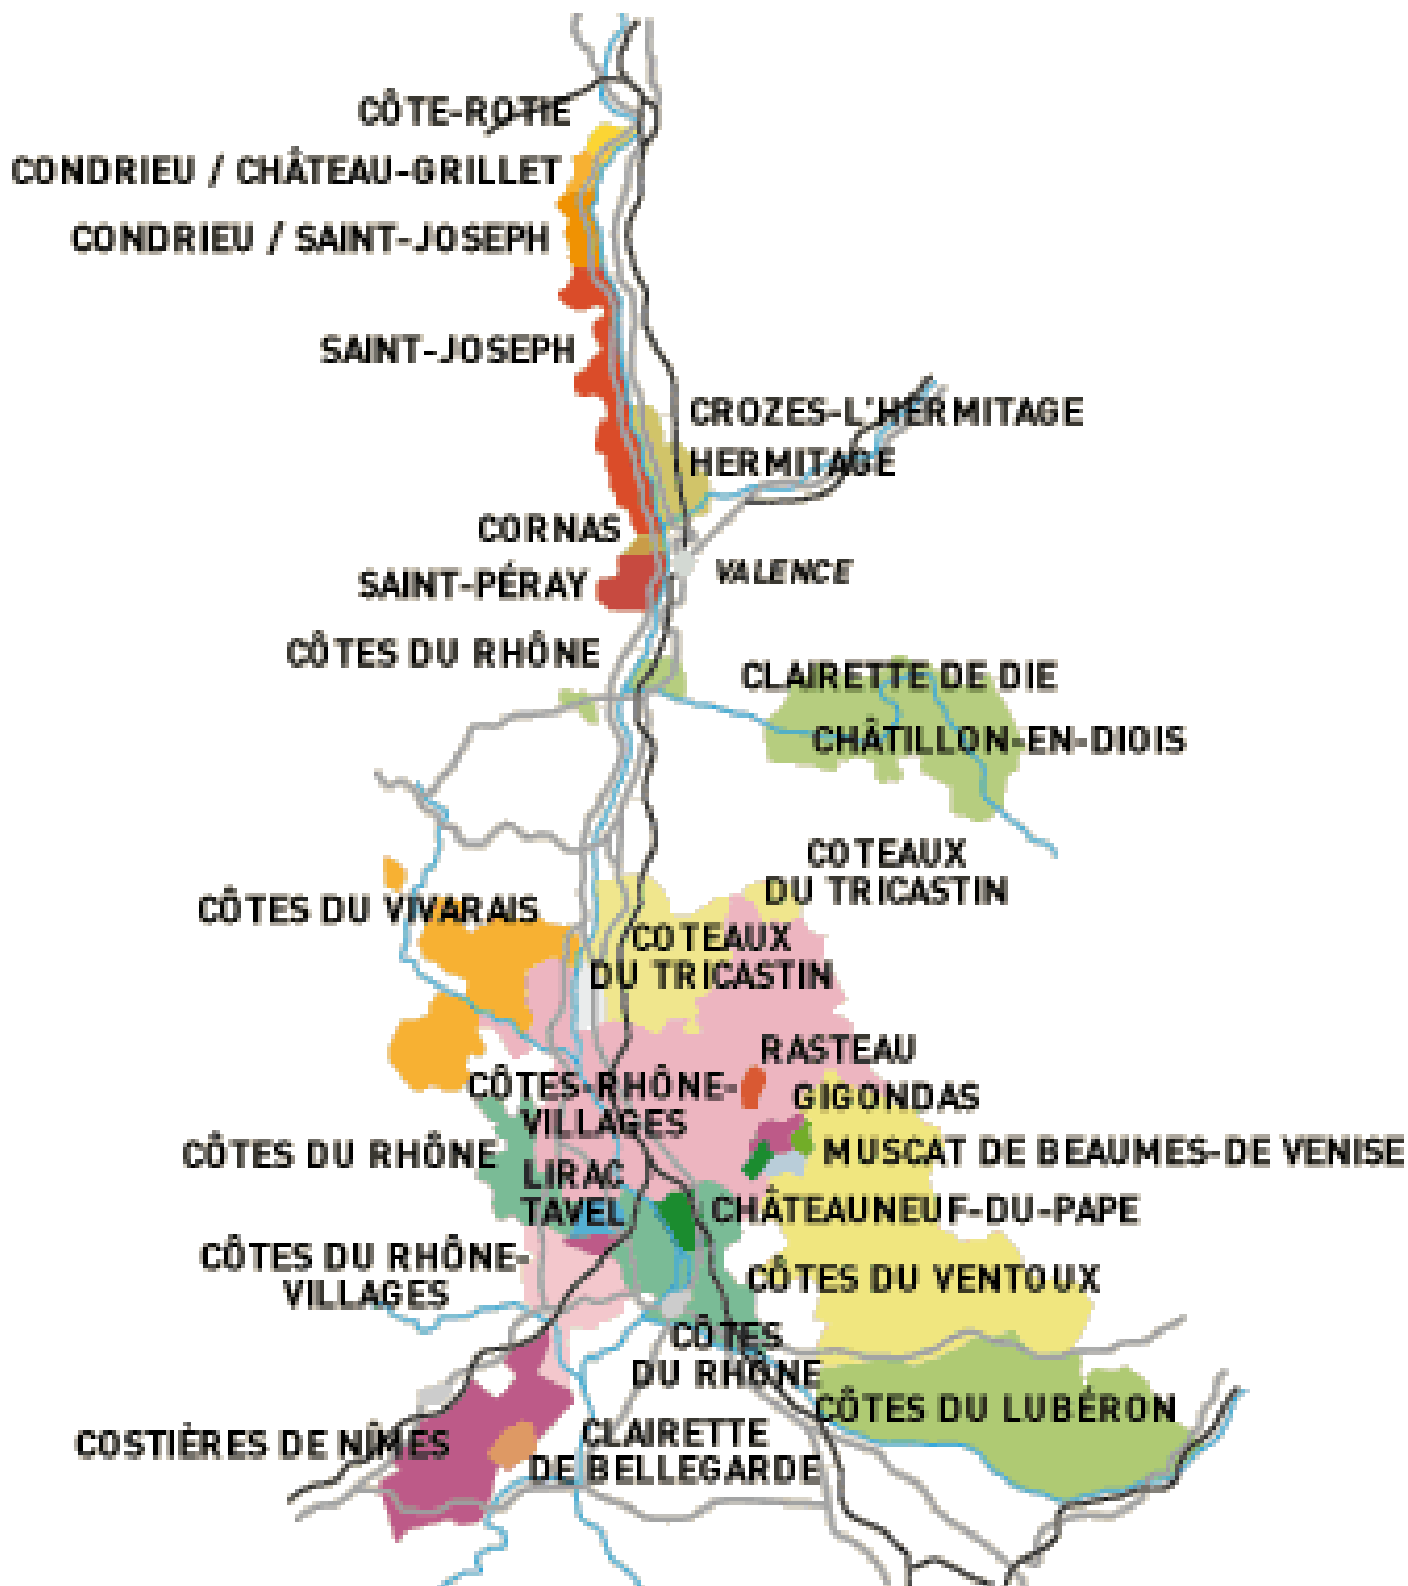 CÔTE-ROTIE
CONDRIEU / CHÂTEAU-GRILLET
CONDRIEU / SAINT-JOSEPH
SAINT-JOSEPH
CROZES-L'HERMITAGE
HERMITAGE
CORNAS
VALENCE
SAINT-PÉRAY
CÔTES DU RHÔNE
CLAIRETTE DE DIE
CHÂTILLON-EN-DIOIS
COTEAUX
DU TRICASTIN
CÔTES DU VIVARAIS
COTEAUX
DU TRICASTIN
RASTEAU
CÔTES-RHÔNE-
VILLAGES
GIGONDAS
CÔTES DU RHÔNE
MUSCAT DE BEAUMES-DE VENISE
LIRAC
TAVEL
CHÂTEAUNEUF-DU-PAPE
CÔTES DU RHÔNE-
VILLAGES
CÔTES DU VENTOUX
CÔTES
DU RHÔNE
CÔTES DU LUBÉRON
COSTIÈRES DE NÎMES
CLAIRETTE
DE BELLEGARDE